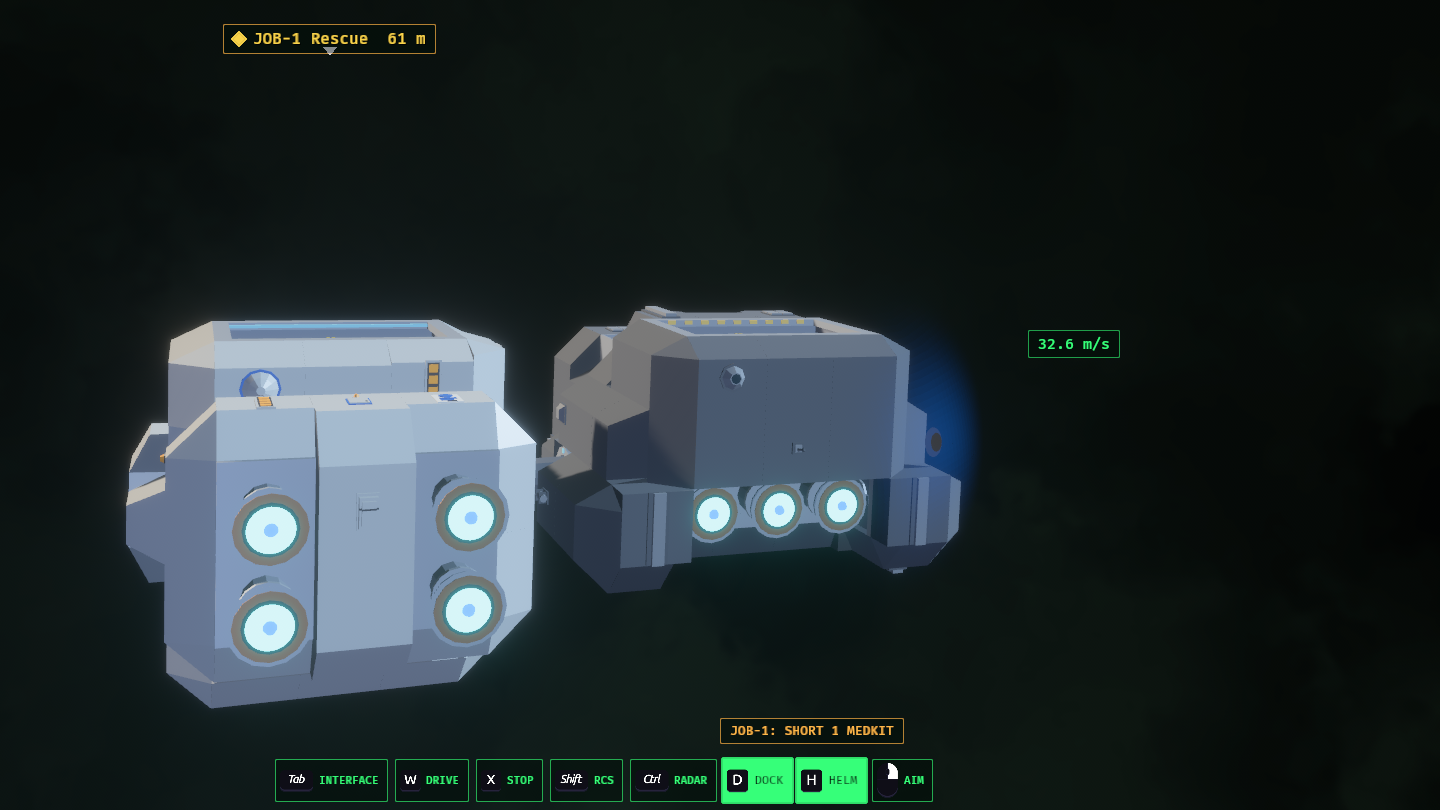 JOB-1 Rescue 61 m
32.6 m/s
JOB-1: SHORT 1 MEDKIT
Tab INTERFACE W DRIVE X STOP Shift RCS Ctrl RADAR D DOCK H HELM AIM